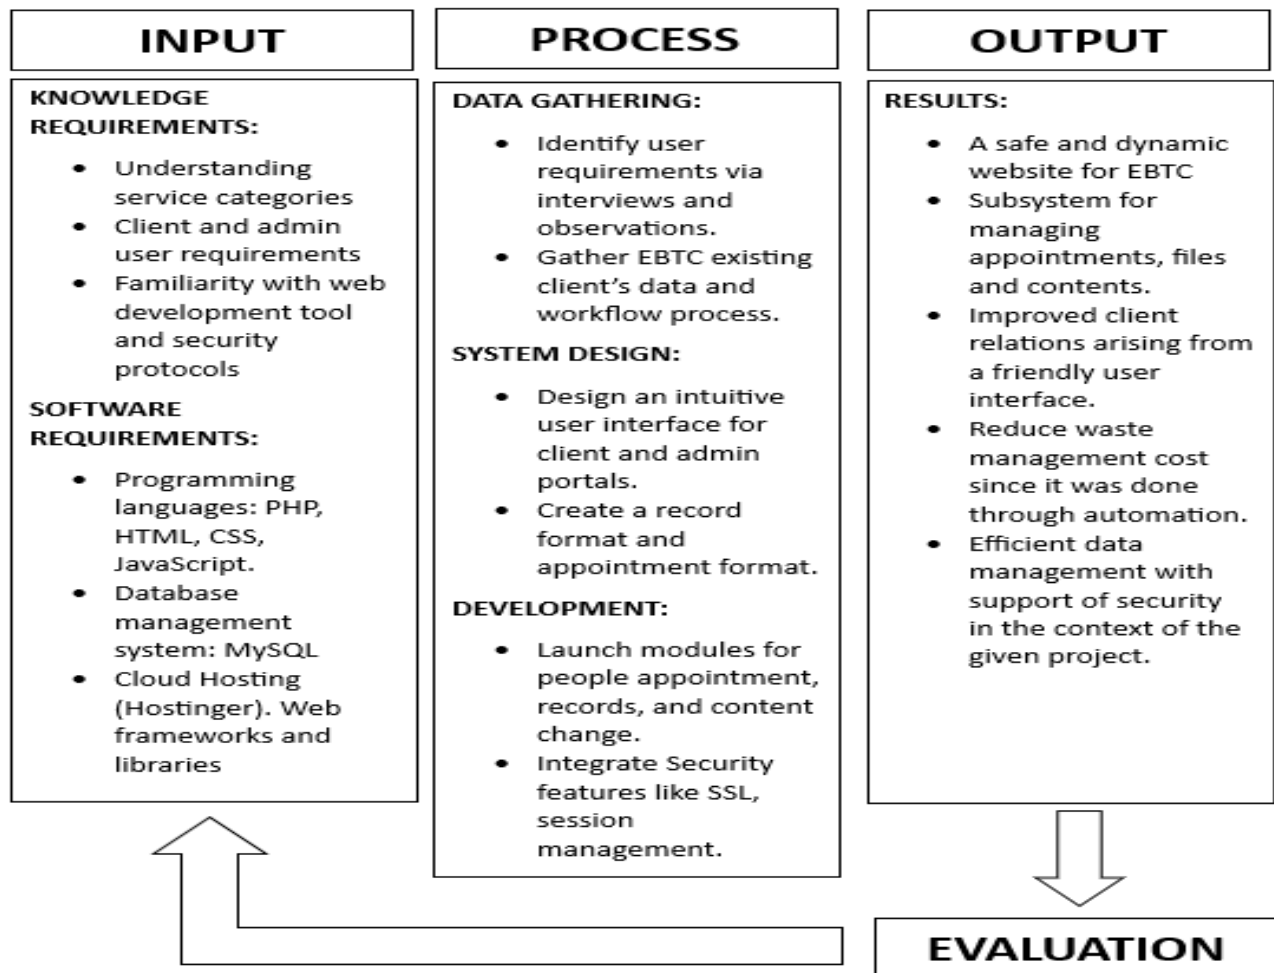 INPUT
KNOWLEDGE
REQUIREMENTS:
• Understanding
service categories
• Client and admin
user requirements
• Familiarity with web
development tool
and security
protocols
SOFTWARE
REQUIREMENTS:
• Programming
languages: PHP,
HTML, CSS,
JavaScript.
• Database
management
system: MySQL
• Cloud Hosting
(Hostinger). Web
frameworks and
libraries
PROCESS
DATA GATHERING:
• Identify user
requirements via
interviews and
observations.
• Gather EBTC existing
client’s data and
workflow process.
SYSTEM DESIGN:
• Design an intuitive
user interface for
client and admin
portals.
• Create a record
format and
appointment format.
DEVELOPMENT:
• Launch modules for
people appointment,
records, and content
change.
• Integrate Security
features like SSL,
session
management.
OUTPUT
RESULTS:
• A safe and dynamic
website for EBTC
• Subsystem for
managing
appointments, files
and contents.
• Improved client
relations arising from
a friendly user
interface.
• Reduce waste
management cost
since it was done
through automation.
• Efficient data
management with
support of security
in the context of the
given project.
EVALUATION